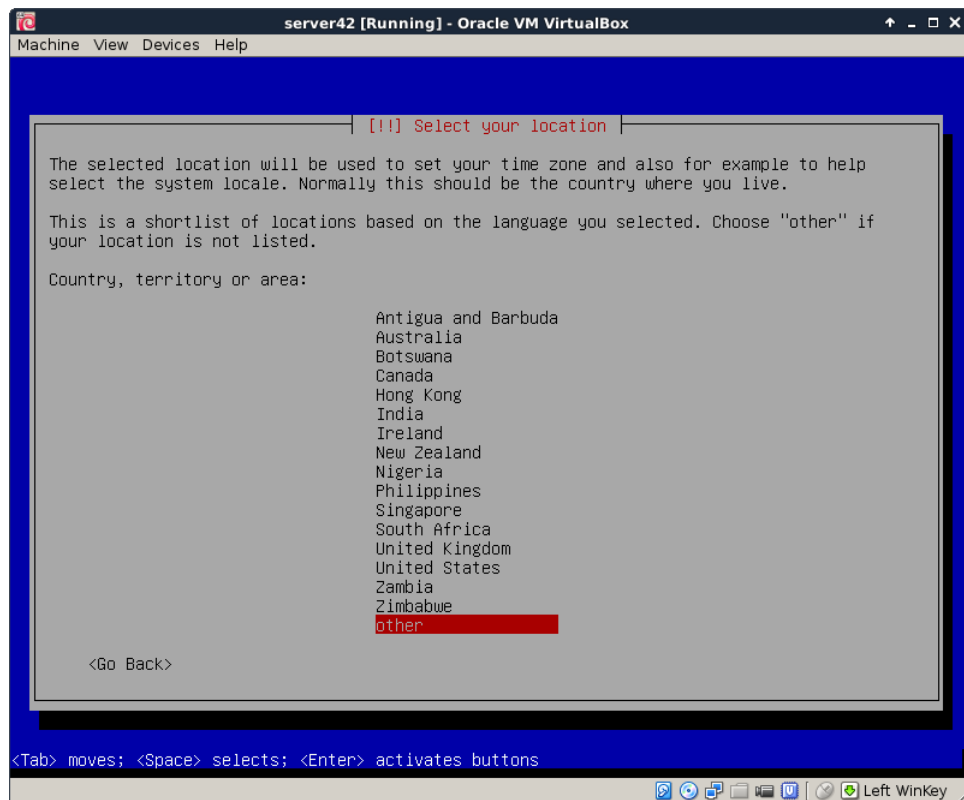 server42 [Running] - Oracle VM VirtualBox
Machine View Devices Help
[!!] Select your location
The selected location will be used to set your time zone and also for example to help
select the system locale. Normally this should be the country where you live.
This is a shortlist of locations based on the language you selected. Choose "other" if
your location is not listed.
Country, territory or area:
Antigua and Barbuda
Australia
Botswana
Canada
Hong Kong
India
Ireland
New Zealand
Nigeria
Philippines
Singapore
South Africa
United Kingdom
United States
Zambia
Zimbabwe
other
<Go Back>
<Tab> moves; <Space> selects; <Enter> activates buttons
Left WinKey